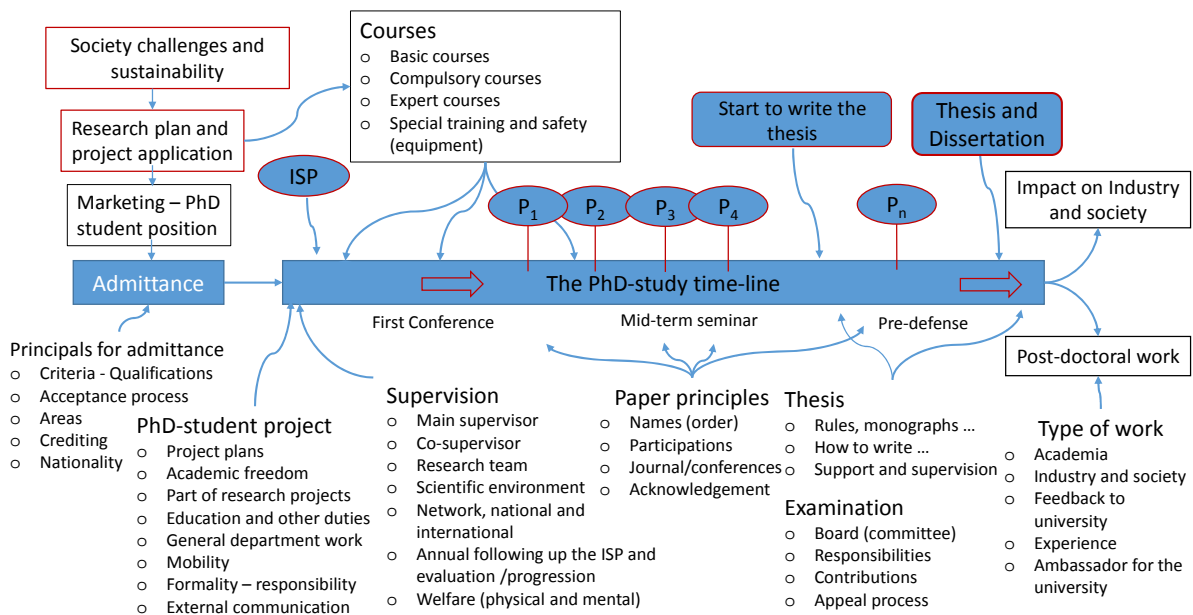 Society challenges and
sustainability
Research plan and
project application
Marketing – PhD
student position
Admittance
Courses
o Basic courses
o Compulsory courses
o Expert courses
o Special training and safety
(equipment)
ISP
P1
P2
P3
P4
Start to write the
thesis
Pn
Thesis and
Dissertation
Impact on Industry
and society
The PhD-study time-line
First Conference
Mid-term seminar
Pre-defense
Post-doctoral work
Principals for admittance
o Criteria - Qualifications
o Acceptance process
o Areas
o Crediting
o Nationality
PhD-student project
o Project plans
o Academic freedom
o Part of research projects
o Education and other duties
o General department work
o Mobility
o Formality – responsibility
o External communication
Supervision
o Main supervisor
o Co-supervisor
o Research team
o Scientific environment
o Network, national and
international
o Annual following up the ISP and
evaluation /progression
o Welfare (physical and mental)
Paper principles
o Names (order)
o Participations
o Journal/conferences
o Acknowledgement
Thesis
o Rules, monographs ...
o How to write ...
o Support and supervision
Examination
o Board (committee)
o Responsibilities
o Contributions
o Appeal process
Type of work
o Academia
o Industry and society
o Feedback to
university
o Experience
o Ambassador for the
university